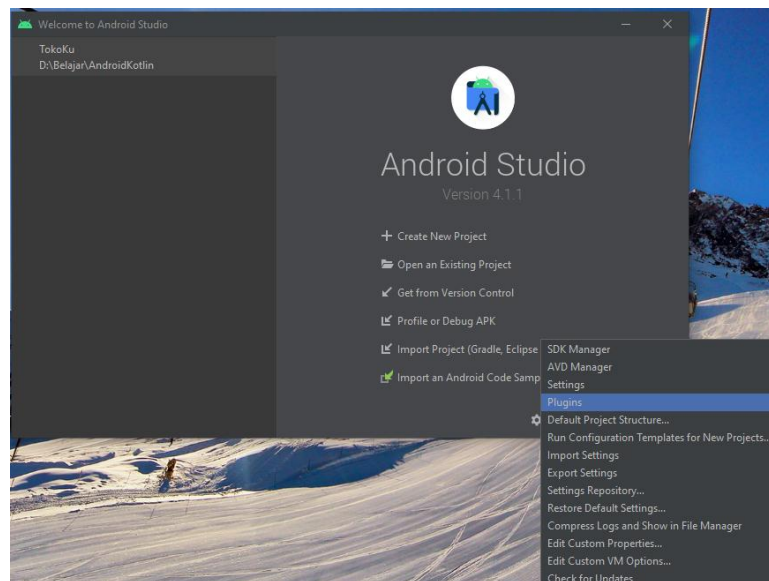 Welcome to Android Studio
TokoKu
D:\Belajar\AndroidKotlin
Android Studio
Version 4.1.1
Create New Project
Open an Existing Project
Get from Version Control
Profile or Debug APK
Import Project (Gradle, Eclipse
Import an Android Code Samp
SDK Manager
AVD Manager
Settings
Plugins
Default Project Structure...
Run Configuration Templates for New Projects..
Import Settings
Export Settings
Settings Repository...
Restore Default Settings...
Compress Logs and Show in File Manager
Edit Custom Properties...
Edit Custom VM Options...
Check for Updates